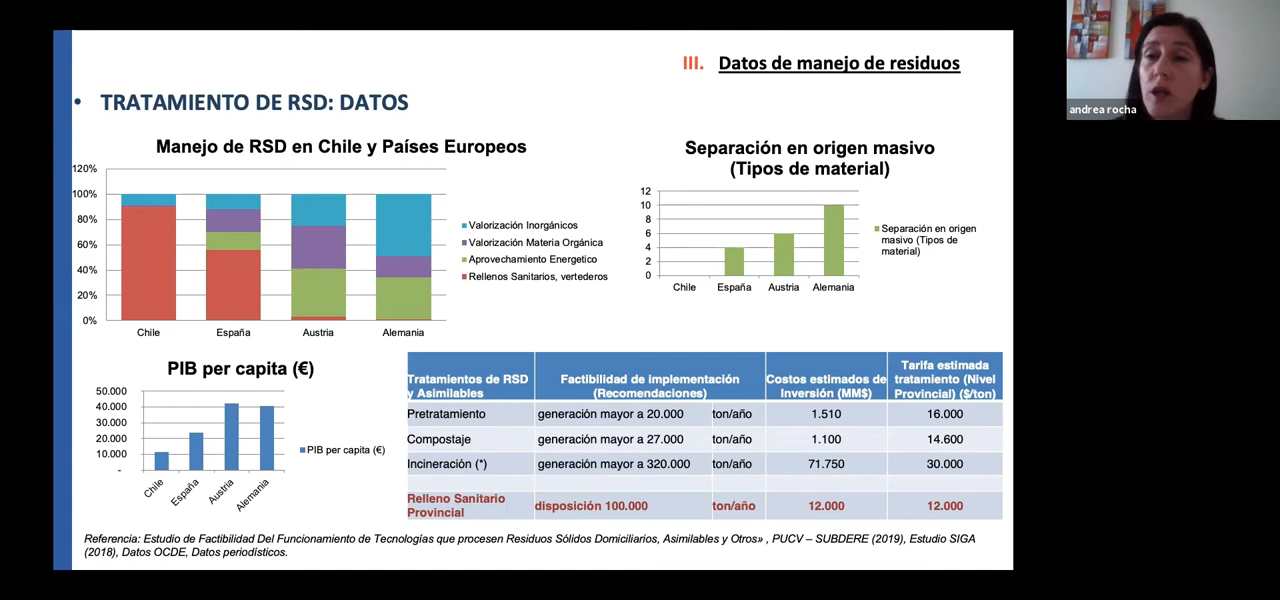 III. Datos de manejo de residuos
• TRATAMIENTO DE RSD: DATOS
Manejo de RSD en Chile y Países Europeos
120%
100%
80%
60%
40%
20%
0%
Chile
España
Austria
Alemania
Valorización Inorgánicos
Valorización Materia Orgánica
Aprovechamiento Energetico
Rellenos Sanitarios, vertederos
Separación en origen masivo
(Tipos de material)
12
10
8
6
4
2
0
Chile
España
Austria
Alemania
Separación en origen
masivo (Tipos de
material)
PIB per capita (€)
50.000
40.000
30.000
20.000
10.000
-
Chile
España
Austria
Alemania
PIB per capita (€)
Tratamientos de RSD
y Asimilables
Factibilidad de implementación
(Recomendaciones)
Costos estimados de
Inversión (MM$)
Tarifa estimada
tratamiento (Nivel
Provincial) ($/ton)
Pretratamiento generación mayor a 20.000 ton/año 1.510 16.000
Compostaje generación mayor a 27.000 ton/año 1.100 14.600
Incineración (*) generación mayor a 320.000 ton/año 71.750 30.000
Relleno Sanitario
Provincial
disposición 100.000 ton/año 12.000 12.000
Referencia: Estudio de Factibilidad Del Funcionamiento de Tecnologías que procesen Residuos Sólidos Domiciliarios, Asimilables y Otros» , PUCV – SUBDERE (2019), Estudio SIGA
(2018), Datos OCDE, Datos periodísticos.
andrea rocha